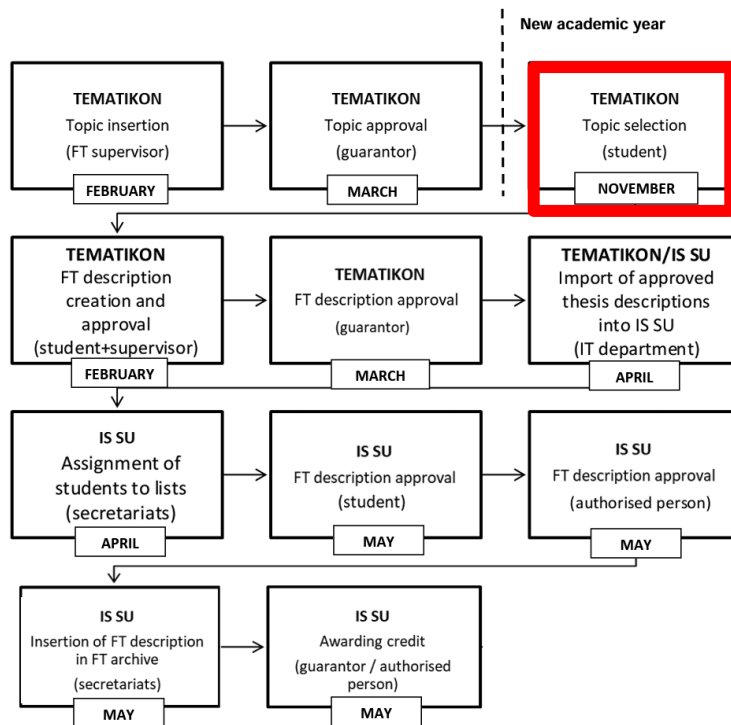 New academic year
TEMATIKON
Topic insertion
(FT supervisor)
FEBRUARY
TEMATIKON
Topic approval
(guarantor)
MARCH
TEMATIKON
Topic selection
(student)
NOVEMBER
TEMATIKON
FT description
creation and
approval
(student+supervisor)
FEBRUARY
TEMATIKON
FT description approval
(guarantor)
MARCH
TEMATIKON/IS SU
Import of approved
thesis descriptions
into IS SU
(IT department)
APRIL
IS SU
Assignment of
students to lists
(secretariats)
APRIL
IS SU
FT description approval
(student)
MAY
IS SU
FT description approval
(authorised person)
MAY
IS SU
Insertion of FT description
in FT archive
(secretariats)
MAY
IS SU
Awarding credit
(guarantor / authorised
person)
MAY